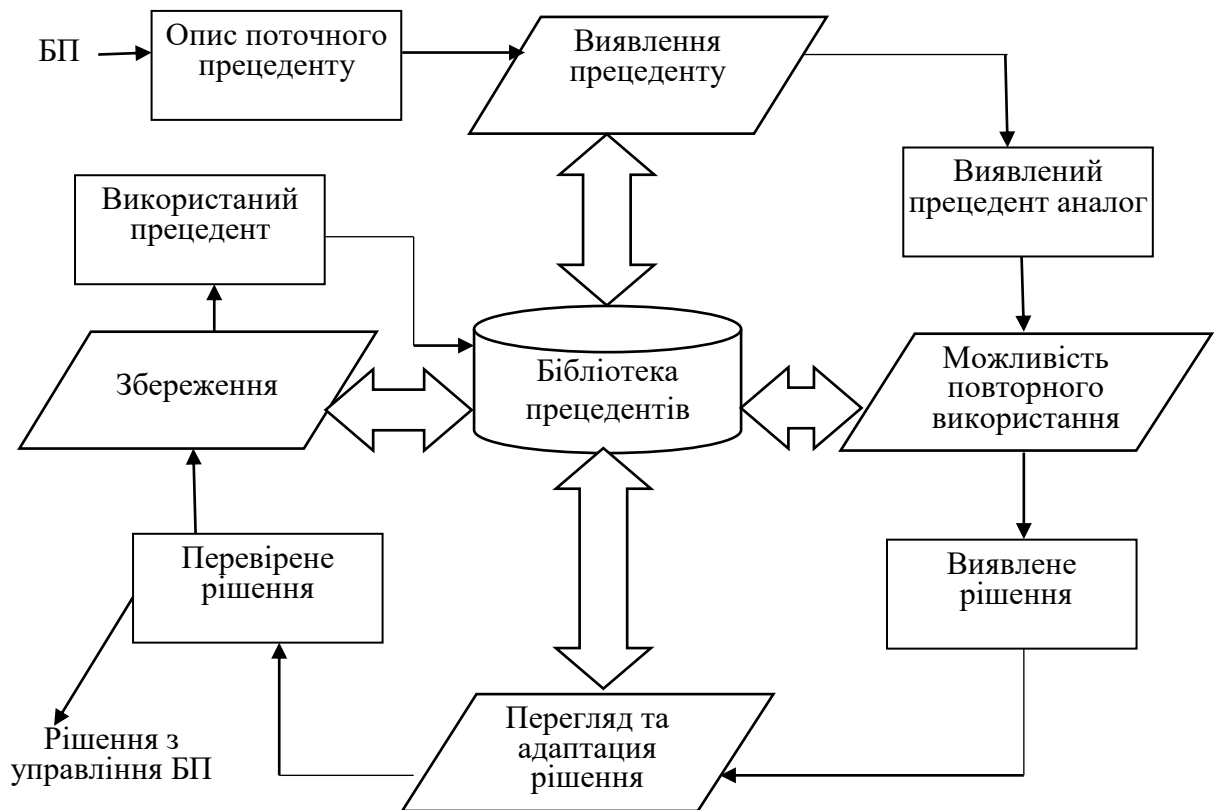 БП
Опис поточного
прецеденту
Виявлення
прецеденту
Виявлений
прецедент аналог
Використаний
прецедент
Збереження
Бібліотека
прецедентів
Можливість
повторного
використання
Перевірене
рішення
Виявлене
рішення
Рішення з
управління БП
Перегляд та
адаптация
рішення